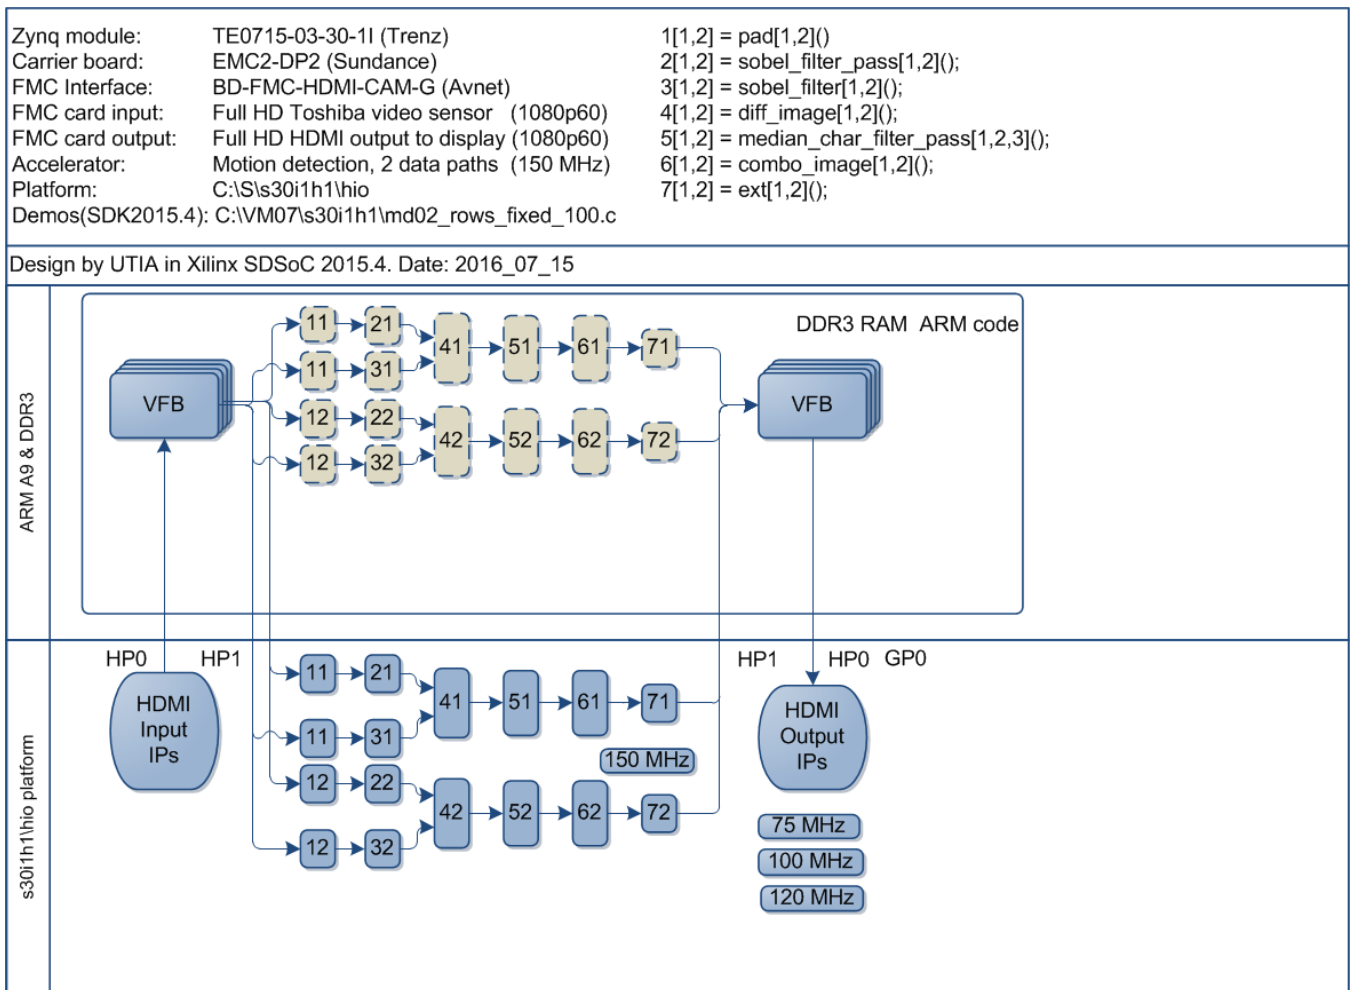 Zynq module: TE0715-03-30-1I (Trenz)
Carrier board: EMC2-DP2 (Sundance)
FMC Interface: BD-FMC-HDMI-CAM-G (Avnet)
FMC card input: Full HD Toshiba video sensor (1080p60)
FMC card output: Full HD HDMI output to display (1080p60)
Accelerator: Motion detection, 2 data paths (150 MHz)
Platform: C:\S\s30i1h1\hio
Demos(SDK2015.4): C:\VM07\s30i1h1\md02_rows_fixed_100.c
1[1,2] = pad[1,2]()
2[1,2] = sobel_filter_pass[1,2]();
3[1,2] = sobel_filter[1,2]();
4[1,2] = diff_image[1,2]();
5[1,2] = median_char_filter_pass[1,2,3]();
6[1,2] = combo_image[1,2]();
7[1,2] = ext[1,2]();
Design by UTIA in Xilinx SDSoC 2015.4. Date: 2016_07_15
ARM A9 & DDR3
DDR3 RAM ARM code
VFB
11 21
11 31
41 51 61 71
12 22
12 32
42 52 62 72
VFB
s30i1h1\hio platform
HP0 HP1
HDMI
Input
IPs
11 21
11 31
41 51 61 71
150 MHz
12 22
12 32
42 52 62 72
HP1 HP0 GP0
HDMI
Output
IPs
75 MHz
100 MHz
120 MHz